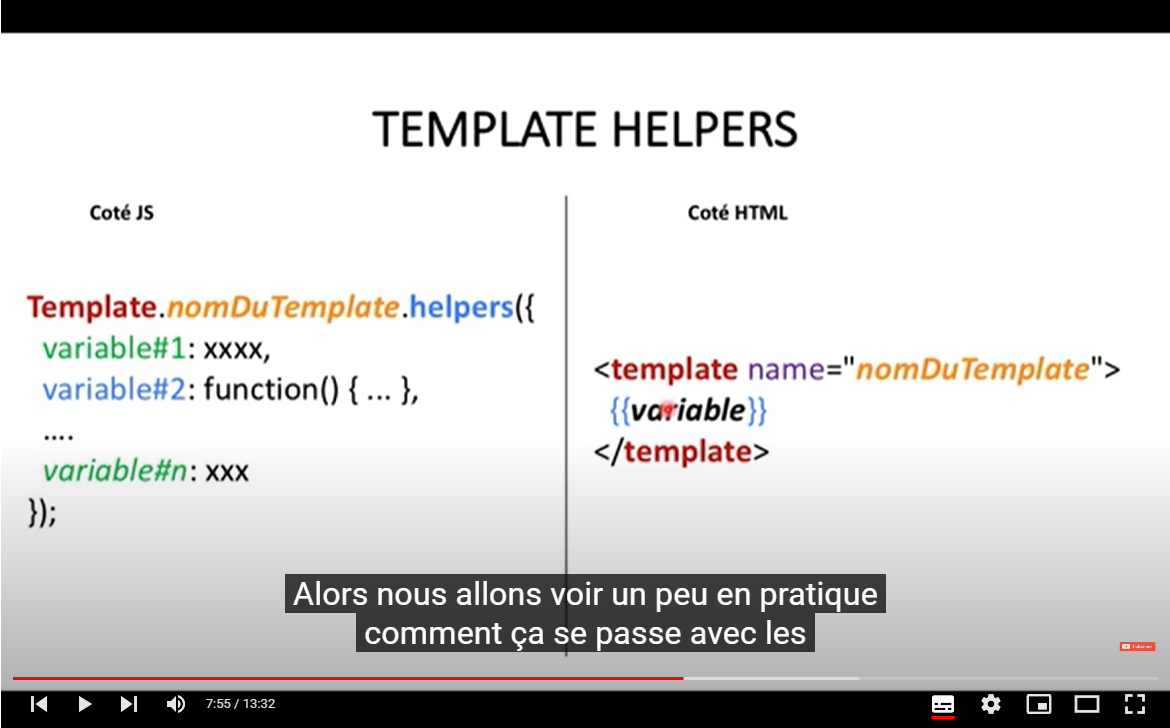 TEMPLATE HELPERS
Coté JS
Template.nomDuTemplate.helpers({
variable#1: xxxx,
variable#2: function() { ... },
....
variable#n: xxx
});
Coté HTML
<template name="nomDuTemplate">
{{variable}}
</template>
Alors nous allons voir un peu en pratique
comment ça se passe avec les
7:55 / 13:32